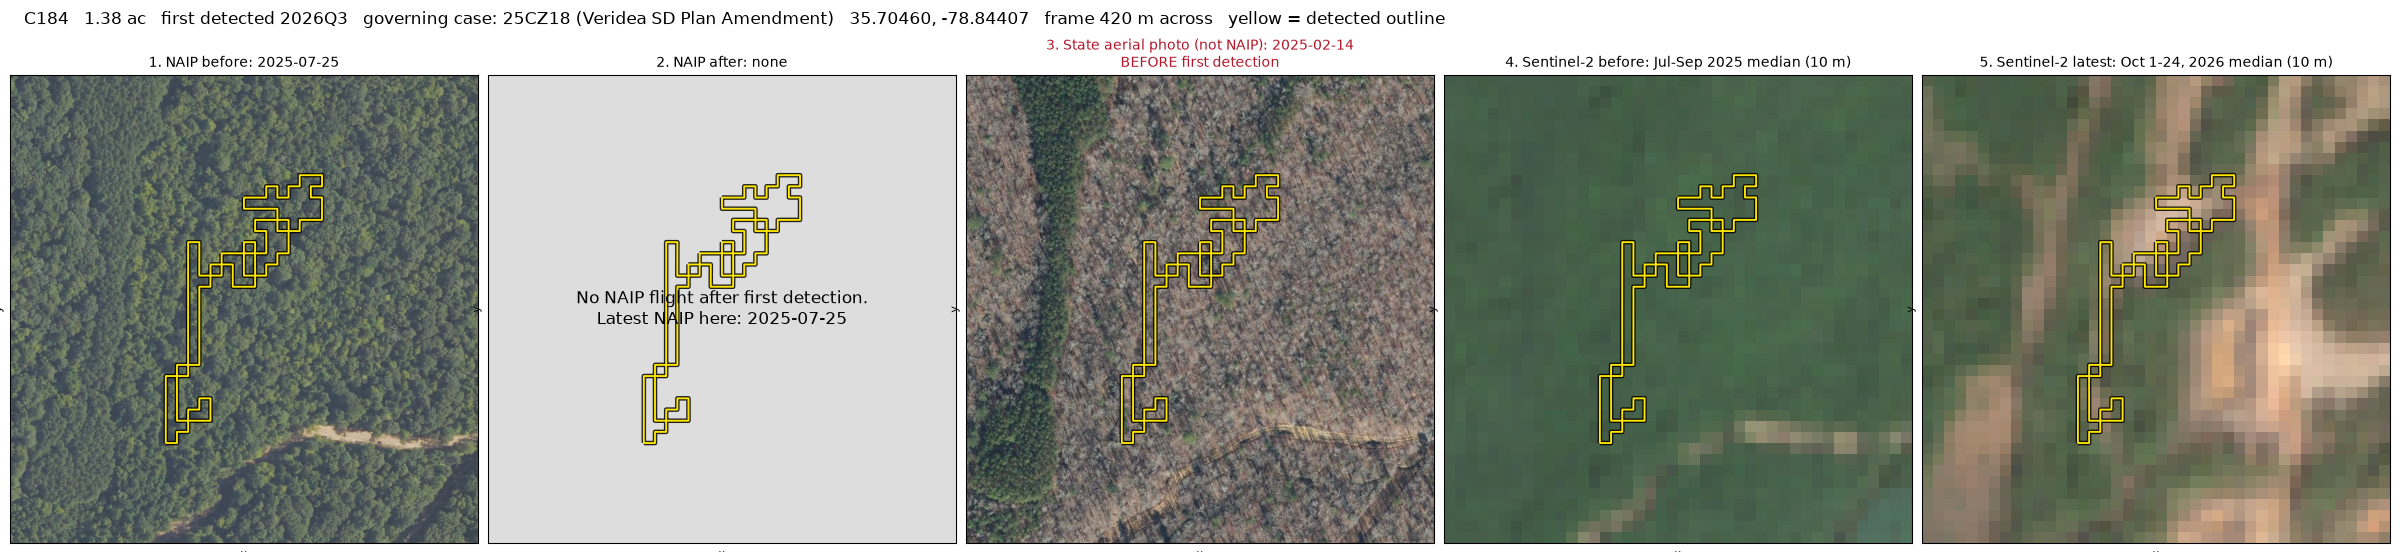 C184   1.38 ac   first detected 2026Q3   governing case: 25CZ18 (Veridea SD Plan Amendment)   35.70460, -78.84407   frame 420 m across   yellow = detected outline
1. NAIP before: 2025-07-25
2. NAIP after: none
3. State aerial photo (not NAIP): 2025-02-14
BEFORE first detection
4. Sentinel-2 before: Jul-Sep 2025 median (10 m)
5. Sentinel-2 latest: Oct 1-24, 2026 median (10 m)
No NAIP flight after first detection.
Latest NAIP here: 2025-07-25